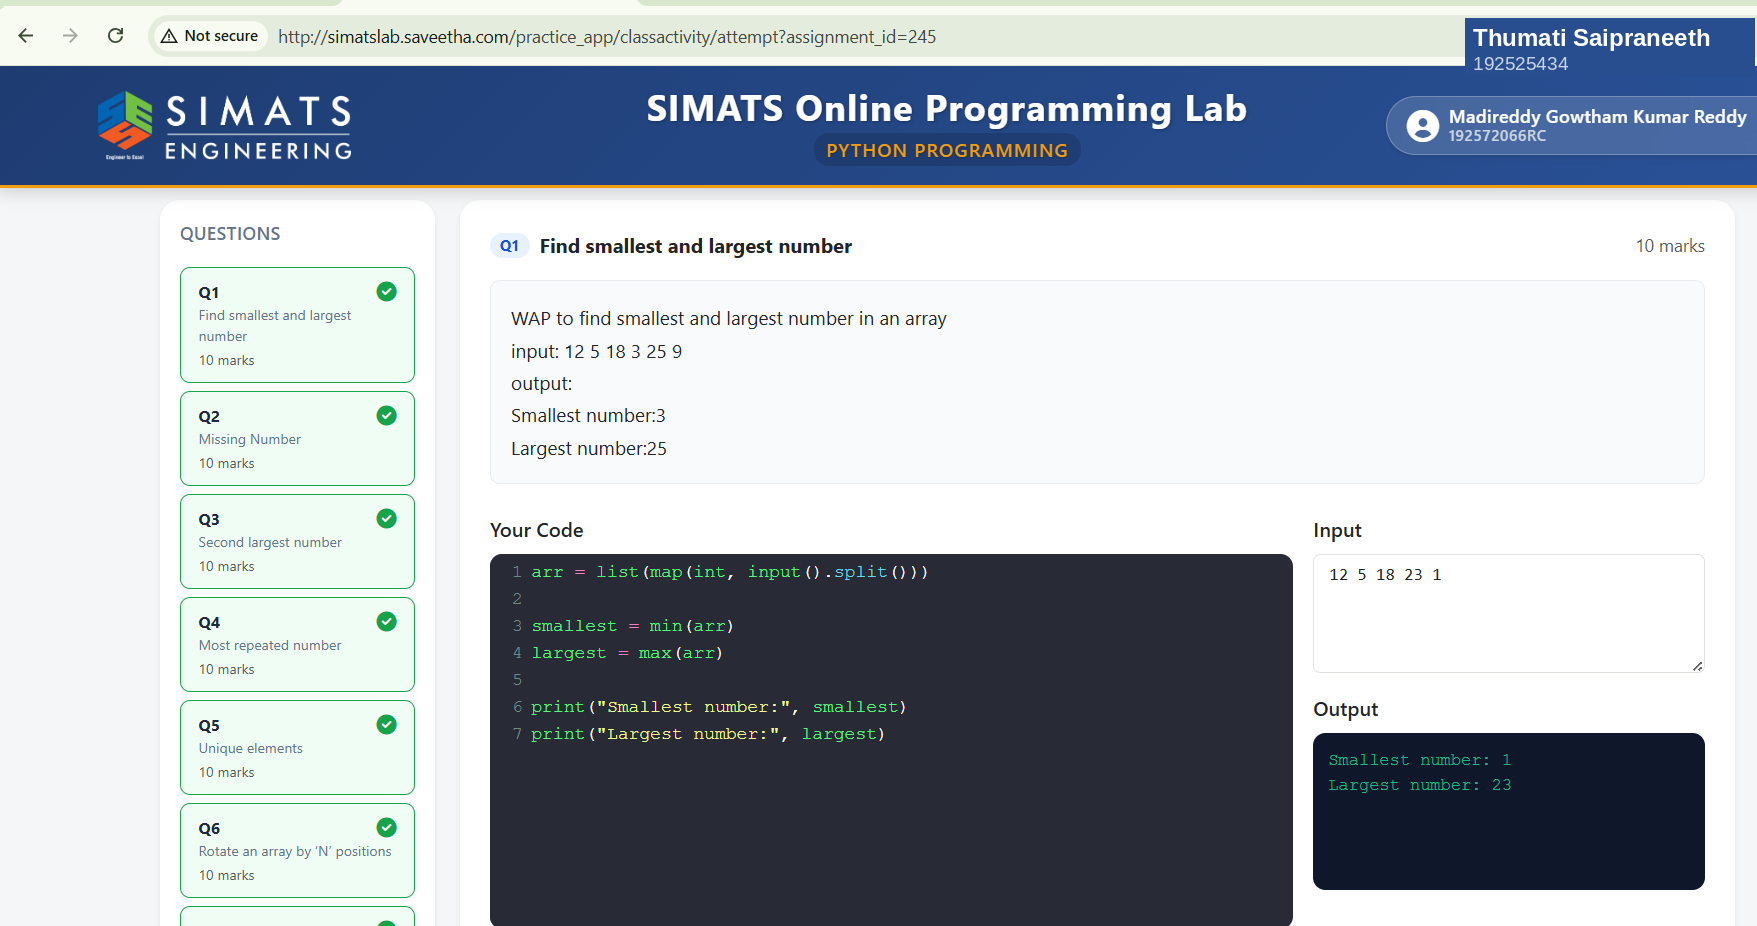 Not secure http://simatslab.saveetha.com/practice_app/classactivity/attempt?assignment_id=245
Thumati Saipraneeth
192525434
SIMATS
ENGINEERING
Engineer to Excel
SIMATS Online Programming Lab
PYTHON PROGRAMMING
Madireddy Gowtham Kumar Reddy
192572066RC
QUESTIONS
Q1
Find smallest and largest
number
10 marks
Q2
Missing Number
10 marks
Q3
Second largest number
10 marks
Q4
Most repeated number
10 marks
Q5
Unique elements
10 marks
Q6
Rotate an array by ‘N’ positions
10 marks
Q1 Find smallest and largest number 10 marks
WAP to find smallest and largest number in an array
input: 12 5 18 3 25 9
output:
Smallest number:3
Largest number:25
Your Code
1 arr = list(map(int, input().split()))
2
3 smallest = min(arr)
4 largest = max(arr)
5
6 print("Smallest number:", smallest)
7 print("Largest number:", largest)
Input
12 5 18 23 1
Output
Smallest number: 1
Largest number: 23